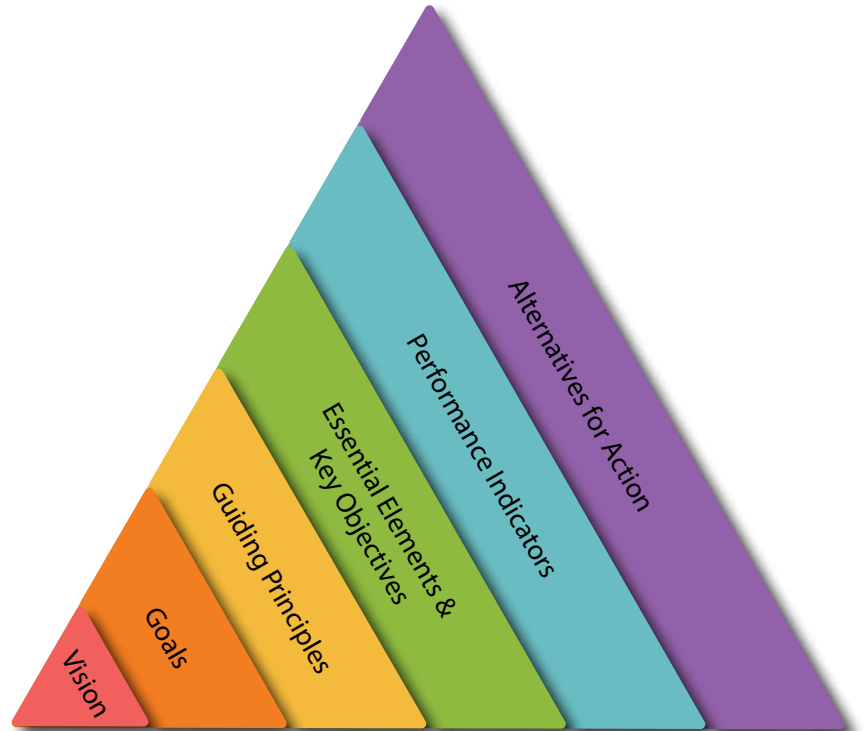 Vision
Goals
Guiding Principles
Essential Elements &
Key Objectives
Performance Indicators
Alternatives for Action